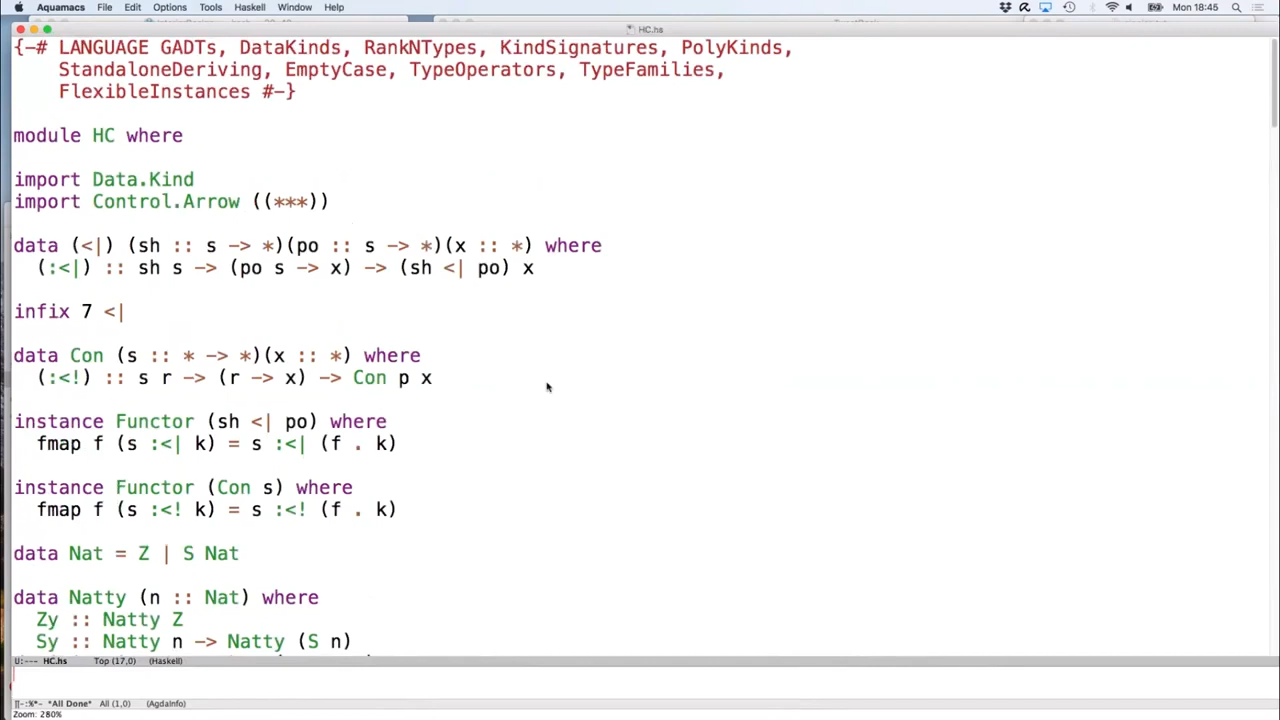 Aquamacs File Edit Options Tools Haskell Window Help Mon 18:45
HC.hs
{-# LANGUAGE GADTs, DataKinds, RankNTypes, KindSignatures, PolyKinds,
    StandaloneDeriving, EmptyCase, TypeOperators, TypeFamilies,
    FlexibleInstances #-}
module HC where
import Data.Kind
import Control.Arrow ((***))
data (<|) (sh :: s -> *)(po :: s -> *)(x :: *) where
  (:<|) :: sh s -> (po s -> x) -> (sh <| po) x
infix 7 <|
data Con (s :: * -> *)(x :: *) where
  (:<!) :: s r -> (r -> x) -> Con p x
instance Functor (sh <| po) where
  fmap f (s :<| k) = s :<| (f . k)
instance Functor (Con s) where
  fmap f (s :<! k) = s :<! (f . k)
data Nat = Z | S Nat
data Natty (n :: Nat) where
  Zy :: Natty Z
  Sy :: Natty n -> Natty (S n)
U:--- HC.hs Top (17,0) (Haskell)
*All Done* All (1,0) (AgdaInfo)
Zoom: 280%